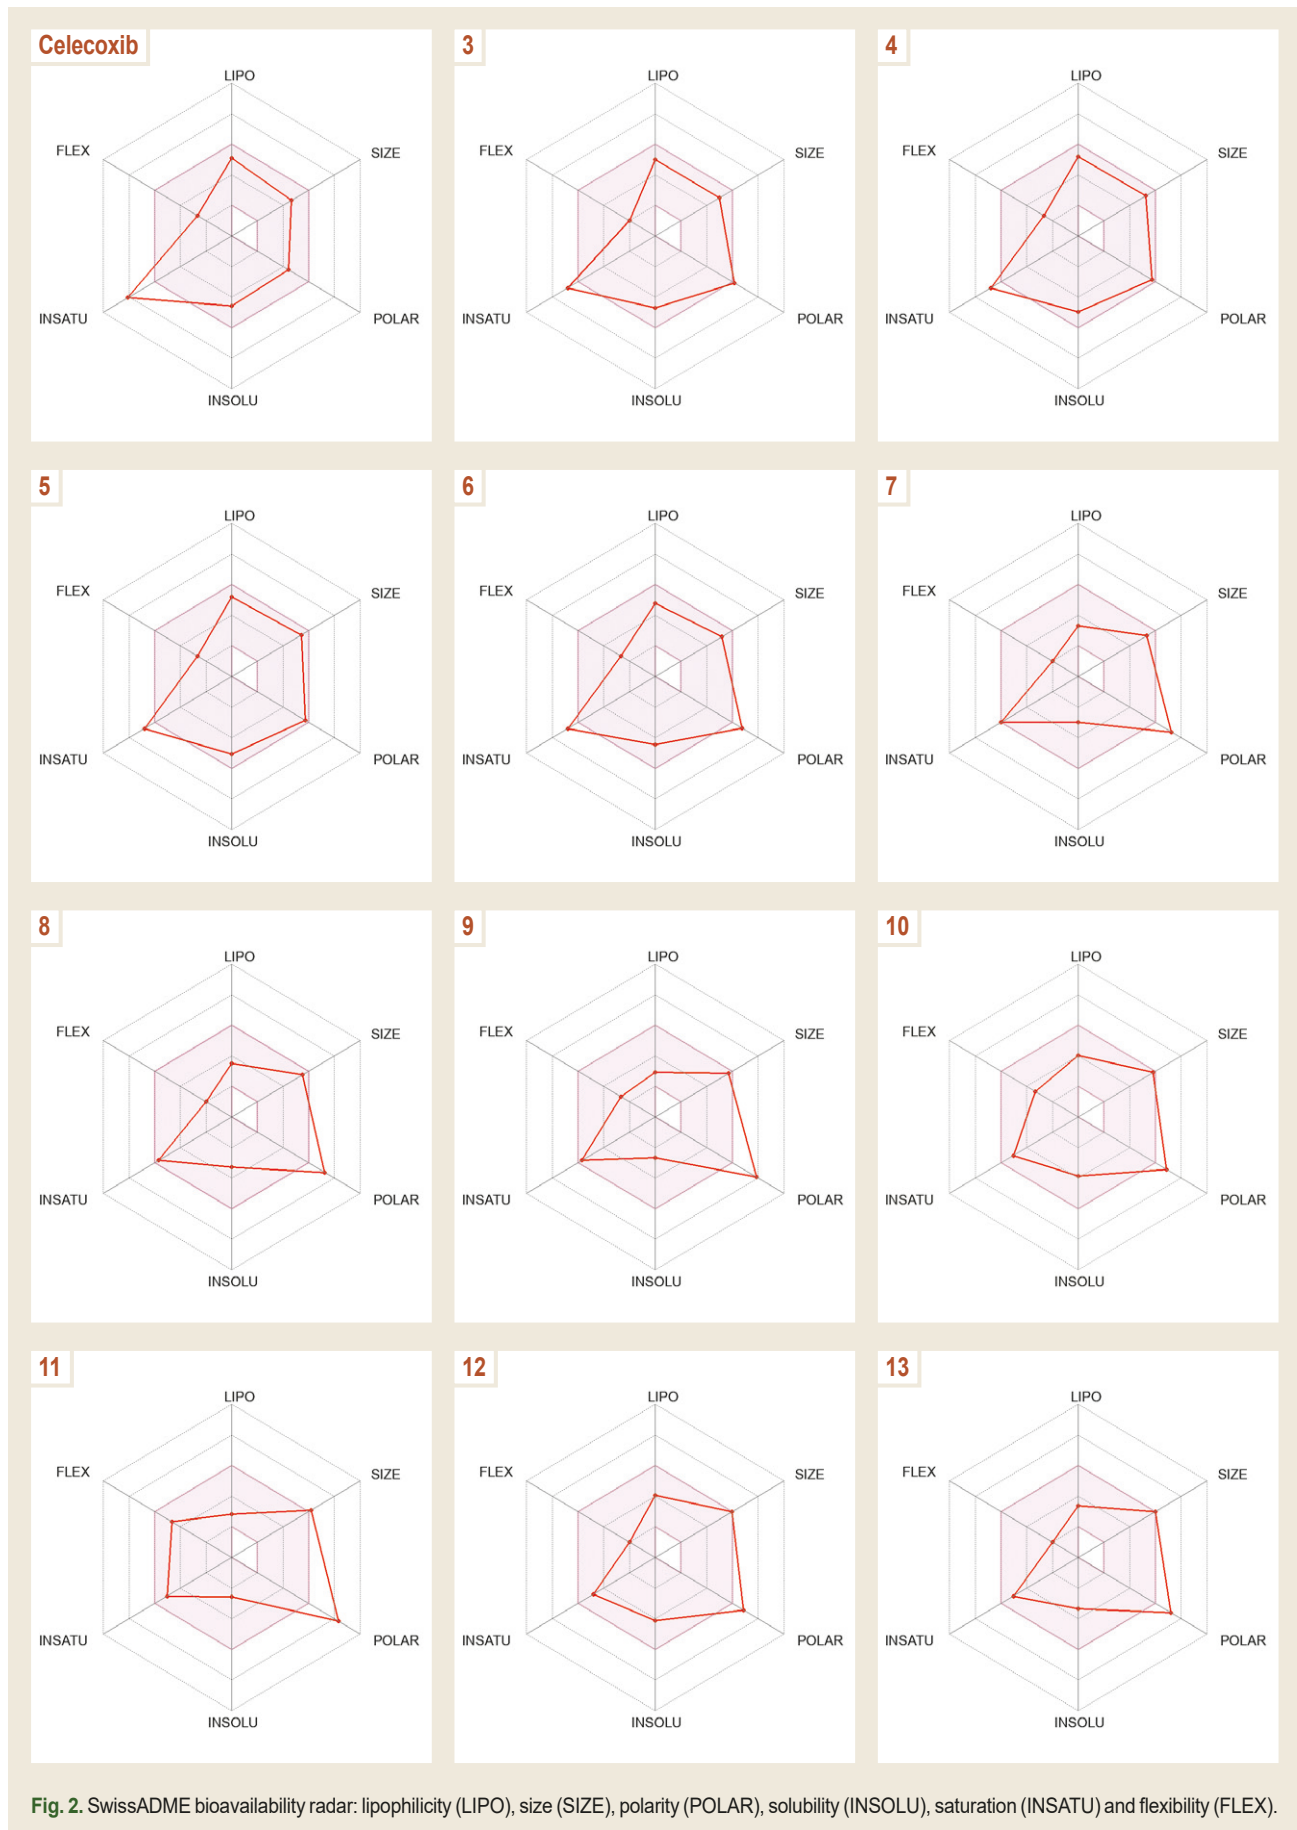 Celecoxib
LIPO
FLEX
SIZE
INSATU
POLAR
INSOLU
3
LIPO
FLEX
SIZE
INSATU
POLAR
INSOLU
4
LIPO
FLEX
SIZE
INSATU
POLAR
INSOLU
5
LIPO
FLEX
SIZE
INSATU
POLAR
INSOLU
6
LIPO
FLEX
SIZE
INSATU
POLAR
INSOLU
7
LIPO
FLEX
SIZE
INSATU
POLAR
INSOLU
8
LIPO
FLEX
SIZE
INSATU
POLAR
INSOLU
9
LIPO
FLEX
SIZE
INSATU
POLAR
INSOLU
10
LIPO
FLEX
SIZE
INSATU
POLAR
INSOLU
11
LIPO
FLEX
SIZE
INSATU
POLAR
INSOLU
12
LIPO
FLEX
SIZE
INSATU
POLAR
INSOLU
13
LIPO
FLEX
SIZE
INSATU
POLAR
INSOLU
Fig. 2. SwissADME bioavailability radar: lipophilicity (LIPO), size (SIZE), polarity (POLAR), solubility (INSOLU), saturation (INSATU) and flexibility (FLEX).